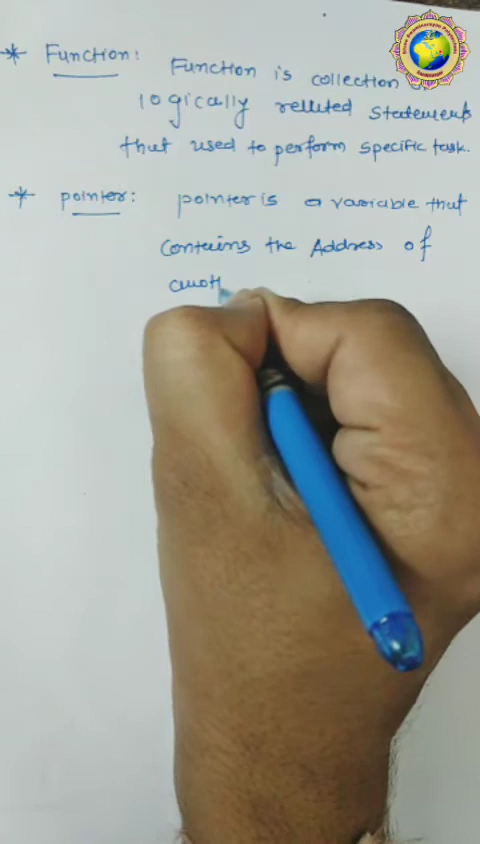 * Function: Function is collection
logically relluted statements
that used to perform specific task.
* pointer: pointer is a variable that
contains the Address of
anoth